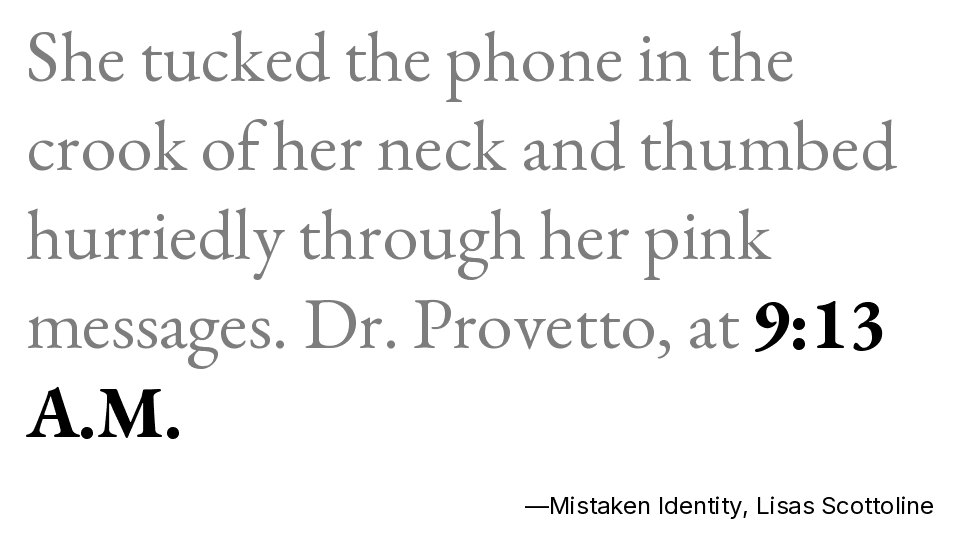 She tucked the phone in the
crook of her neck and thumbed
hurriedly through her pink
messages. Dr. Provetto, at 9:13
A.M.
—Mistaken Identity, Lisas Scottoline